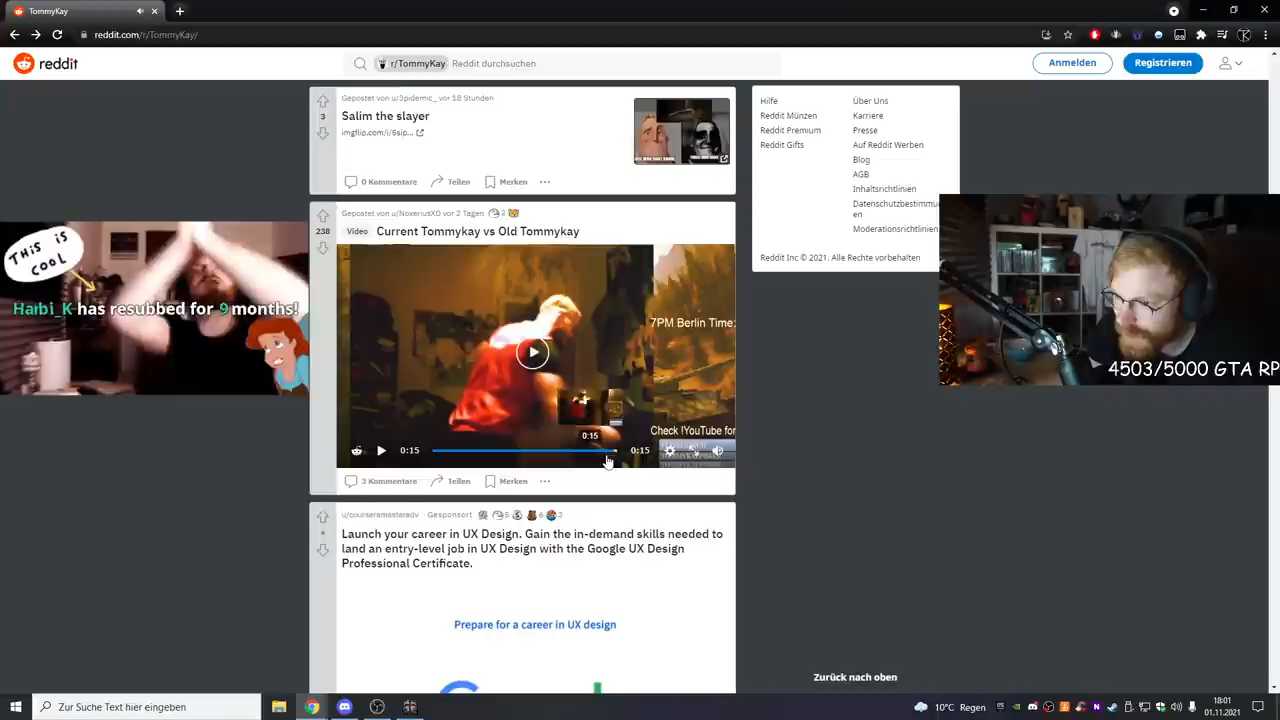 TommyKay
reddit.com/r/TommyKay/
reddit
r/TommyKay
Reddit durchsuchen
Anmelden
Registrieren
3
Gepostet von u/3pidemic_ vor 18 Stunden
Salim the slayer
imgflip.com/i/5sip...
0 Kommentare
Teilen
Merken
238
Gepostet von u/NoxeriusXD vor 2 Tagen
2
Video
Current Tommykay vs Old Tommykay
7PM Berlin Time:
Check !YouTube for
0:15
0:15
0:15
3 Kommentare
Teilen
Merken
u/courseramasteradv · Gesponsort
5
6
3
Launch your career in UX Design. Gain the in-demand skills needed to
land an entry-level job in UX Design with the Google UX Design
Professional Certificate.
Prepare for a career in UX design
Hilfe
Reddit Münzen
Reddit Premium
Reddit Gifts
Über Uns
Karriere
Presse
Auf Reddit Werben
Blog
AGB
Inhaltsrichtlinien
Datenschutzbestimmu
en
Moderationsrichtlinien
Reddit Inc © 2021. Alle Rechte vorbehalten
THIS IS
COOL
Harbi_K has resubbed for 9 months!
4503/5000 GTA RP
Zurück nach oben
Zur Suche Text hier eingeben
10°C Regen
18:01
01.11.2021